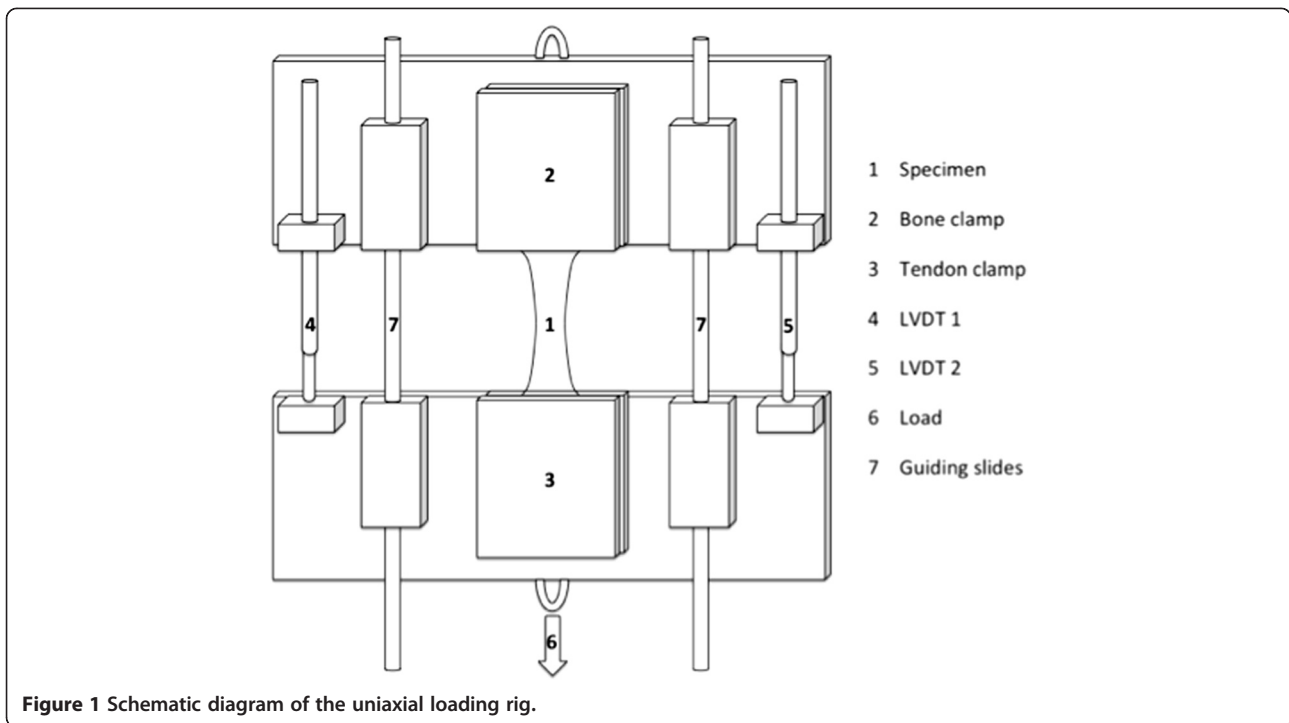 2
4
7
1
7
5
3
6
1 Specimen
2 Bone clamp
3 Tendon clamp
4 LVDT 1
5 LVDT 2
6 Load
7 Guiding slides
Figure 1 Schematic diagram of the uniaxial loading rig.